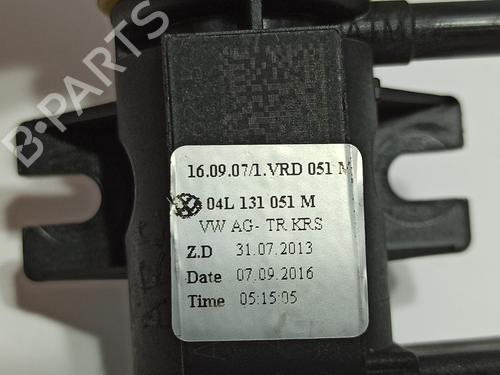 B-PARTS
16.09.07/1.VRD 051 M
04L 131 051 M
VW AG- TR KRS
Z.D 31.07.2013
Date 07.09.2016
Time 05:15:05